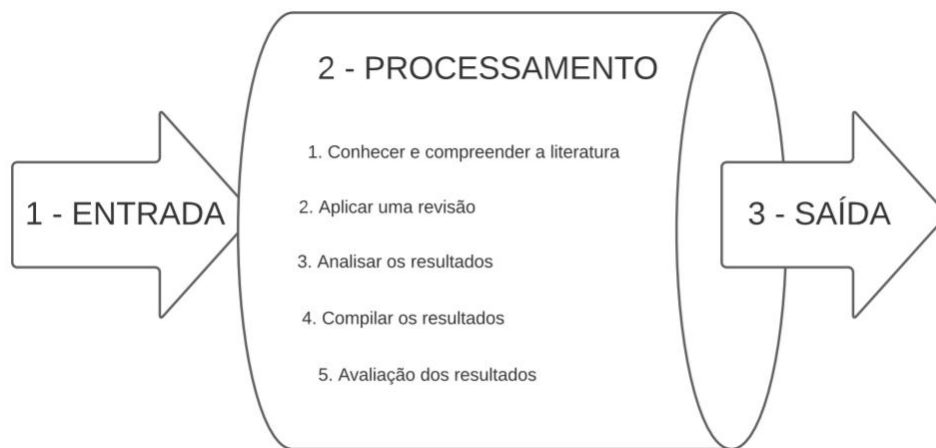 2 - PROCESSAMENTO
1. Conhecer e compreender a literatura
1 - ENTRADA
2. Aplicar uma revisão
3 - SAÍDA
3. Analisar os resultados
4. Compilar os resultados
5. Avaliação dos resultados